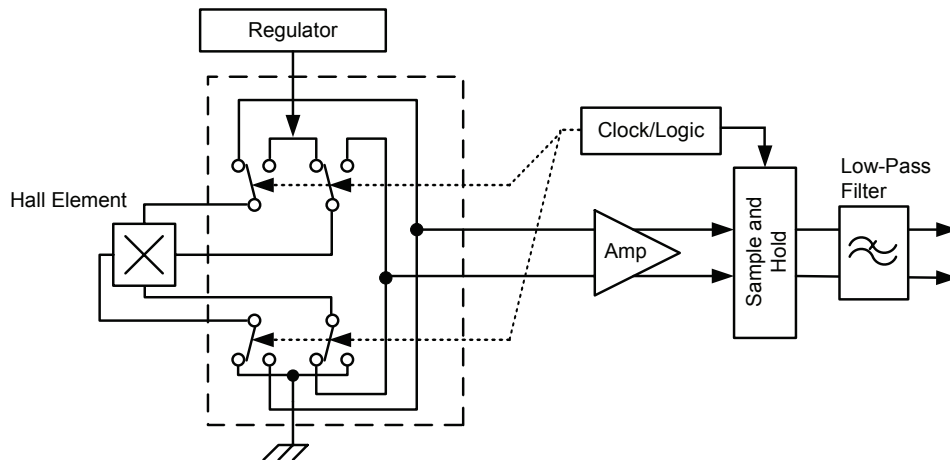 Regulator
Clock/Logic
Low-Pass
Filter
Hall Element
Amp
Sample and
Hold